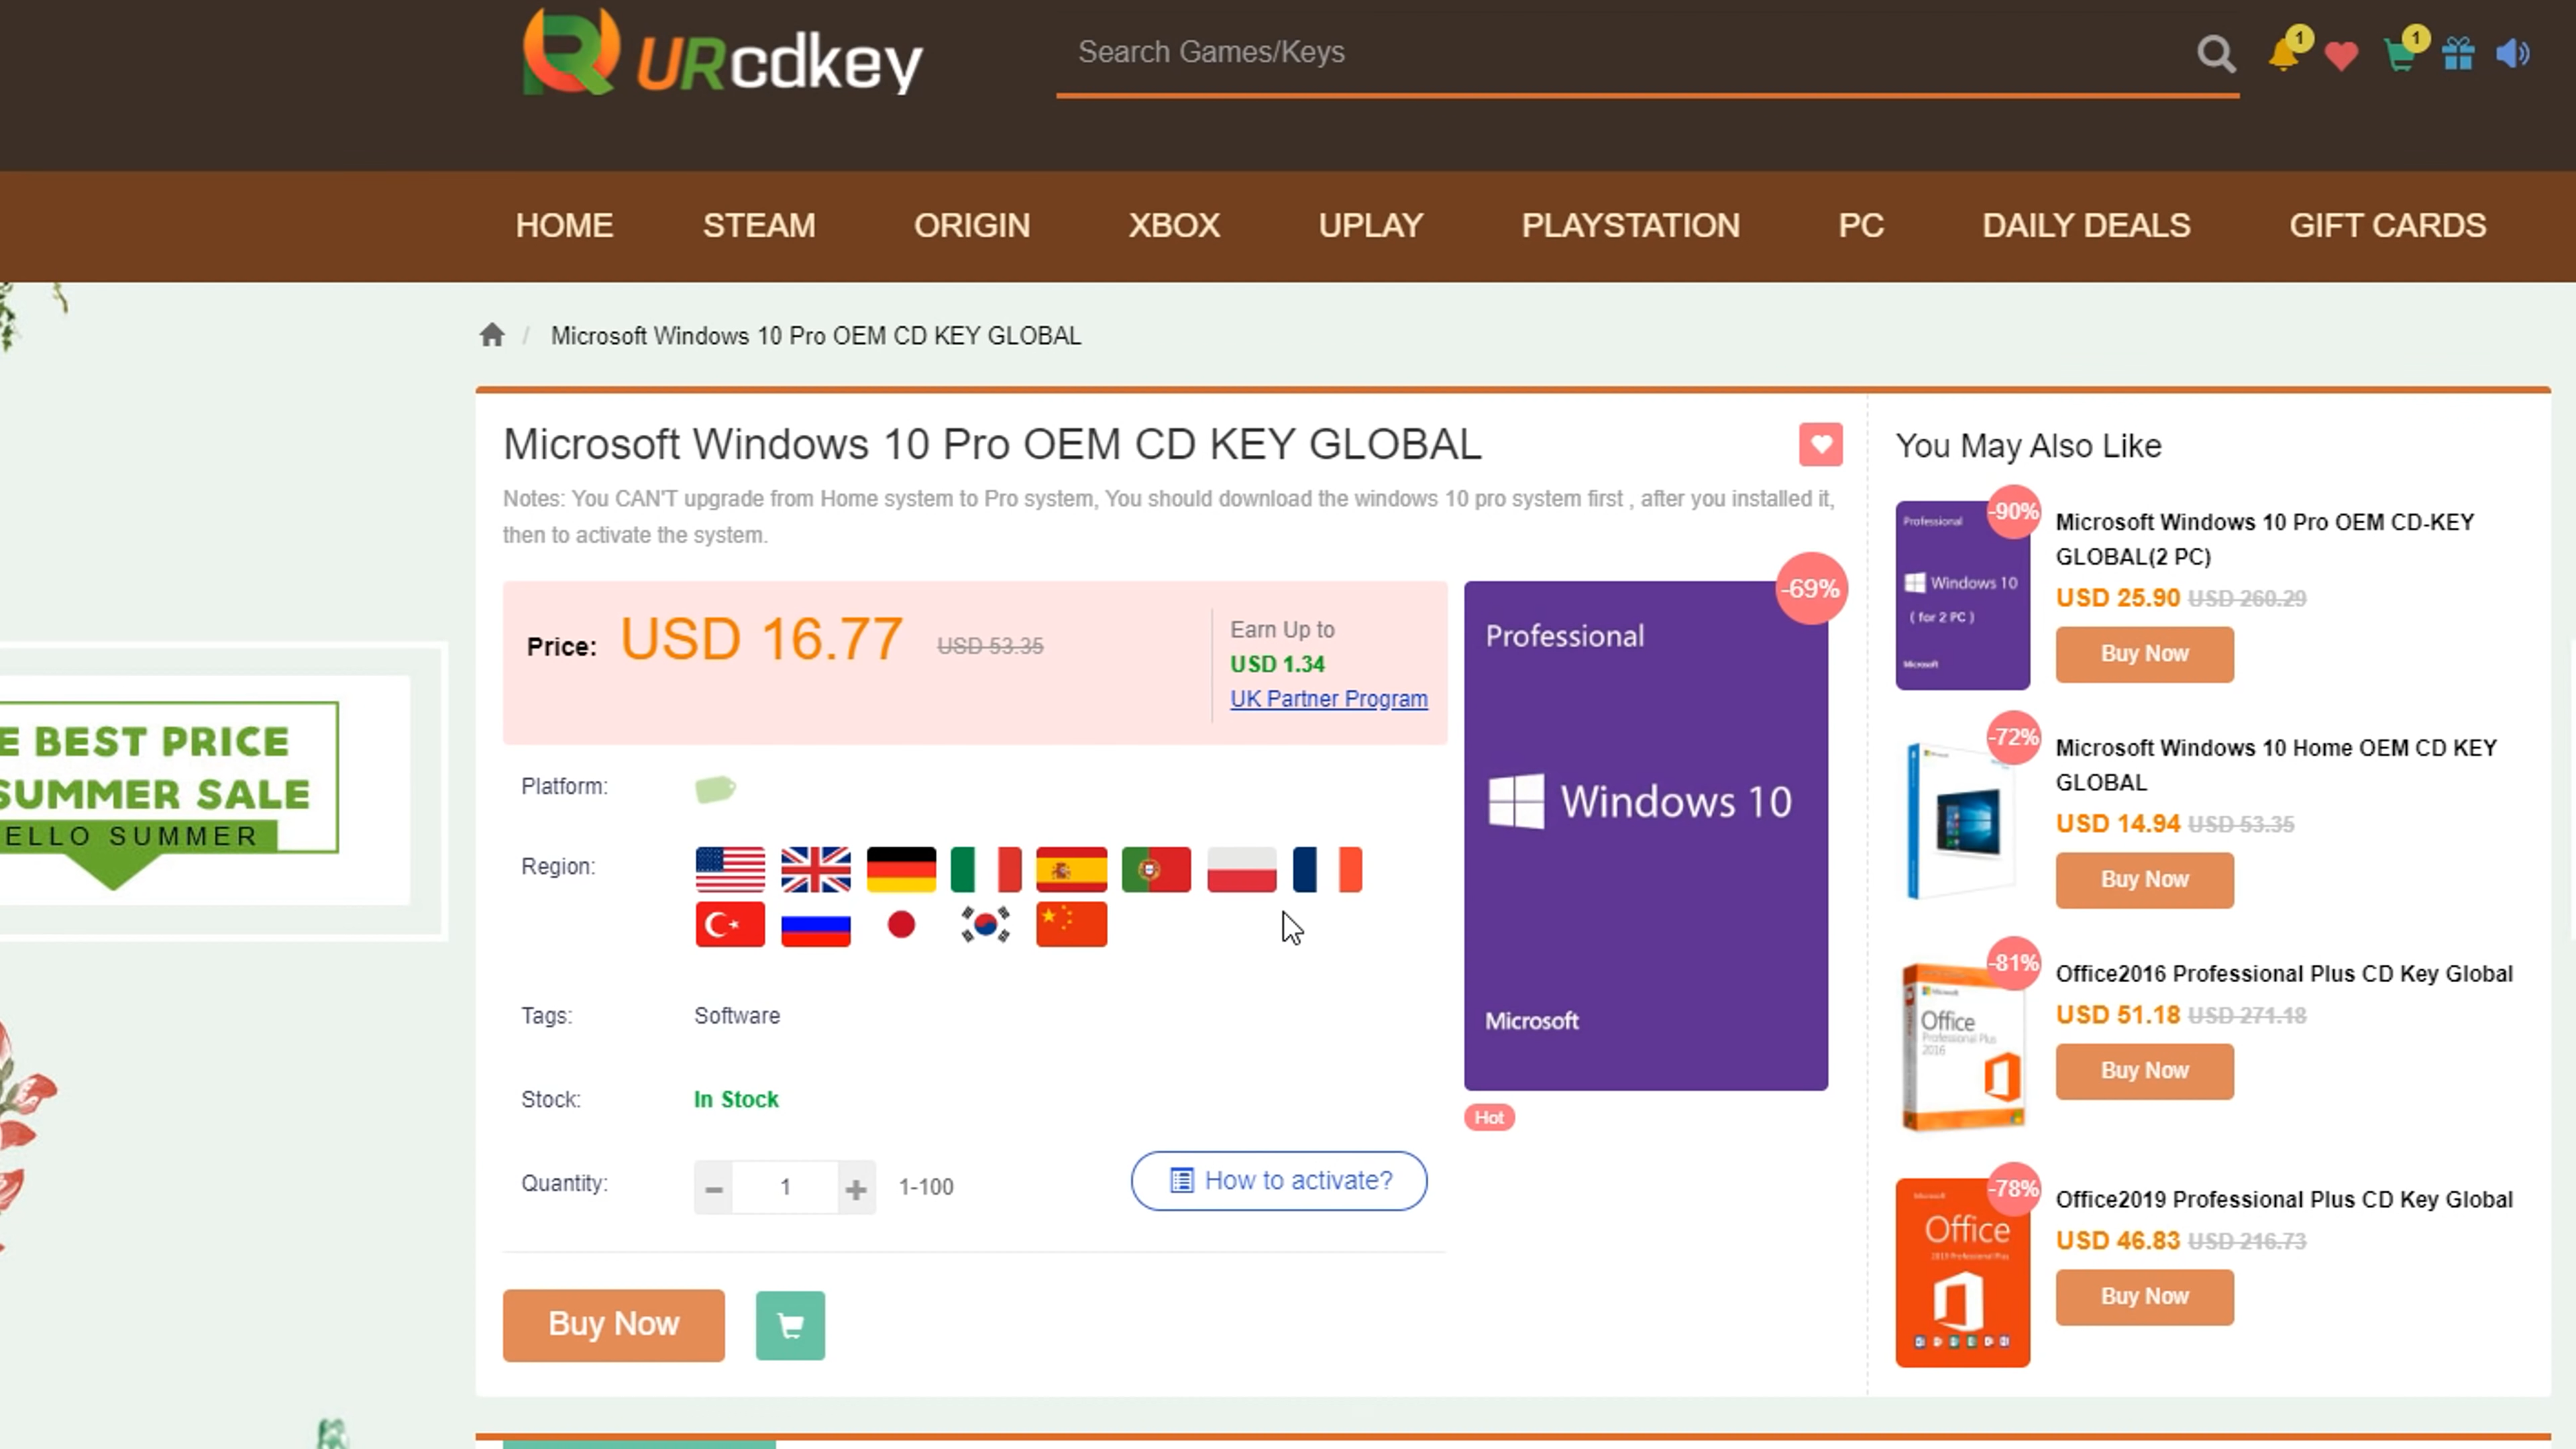 URcdkey
Search Games/Keys
1
1
HOME STEAM ORIGIN XBOX UPLAY PLAYSTATION PC DAILY DEALS GIFT CARDS
/ Microsoft Windows 10 Pro OEM CD KEY GLOBAL
Microsoft Windows 10 Pro OEM CD KEY GLOBAL
Notes: You CAN'T upgrade from Home system to Pro system, You should download the windows 10 pro system first , after you installed it,
then to activate the system.
Price: USD 16.77 USD 53.35
Earn Up to
USD 1.34
UK Partner Program
Platform:
Region:
Tags: Software
Stock: In Stock
Quantity: - 1 + 1-100
How to activate?
Buy Now
-69%
Professional
Windows 10
Microsoft
Hot
You May Also Like
-90%
Professional
Windows 10
( for 2 PC )
Microsoft
Microsoft Windows 10 Pro OEM CD-KEY
GLOBAL(2 PC)
USD 25.90 USD 260.29
Buy Now
-72%
Microsoft Windows 10 Home OEM CD KEY
GLOBAL
USD 14.94 USD 53.35
Buy Now
-81%
Office
Professional Plus
2016
Office2016 Professional Plus CD Key Global
USD 51.18 USD 271.18
Buy Now
-78%
Microsoft
Office
2019 Professional Plus
Office2019 Professional Plus CD Key Global
USD 46.83 USD 216.73
Buy Now
E BEST PRICE
SUMMER SALE
ELLO SUMMER